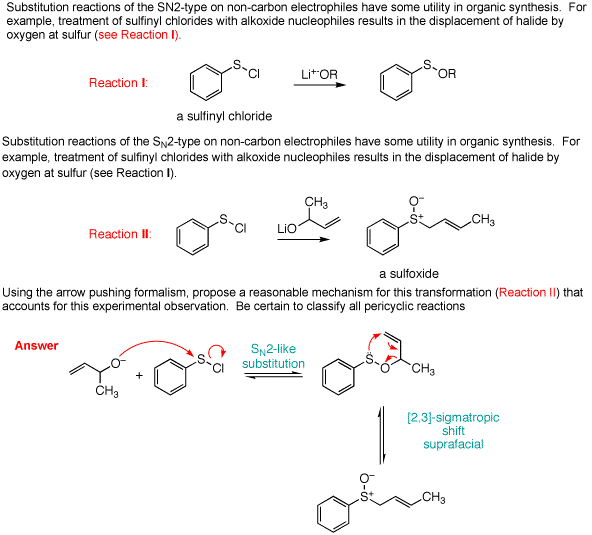 Substitution reactions of the SN2-type on non-carbon electrophiles have some utility in organic synthesis. For
example, treatment of sulfinyl chlorides with alkoxide nucleophiles results in the displacement of halide by
oxygen at sulfur (see Reaction I).
Reaction I:
S
Cl
Li⁺⁻OR
S
OR
a sulfinyl chloride
Substitution reactions of the S_N2-type on non-carbon electrophiles have some utility in organic synthesis. For
example, treatment of sulfinyl chlorides with alkoxide nucleophiles results in the displacement of halide by
oxygen at sulfur (see Reaction I).
Reaction II:
S
Cl
CH₃
LiO
O⁻
S⁺
CH₃
a sulfoxide
Using the arrow pushing formalism, propose a reasonable mechanism for this transformation (Reaction II) that
accounts for this experimental observation. Be certain to classify all pericyclic reactions
Answer
O⁻
CH₃
+
S
Cl
S_N2-like
substitution
S
O
CH₃
[2,3]-sigmatropic
shift
suprafacial
O⁻
S⁺
CH₃